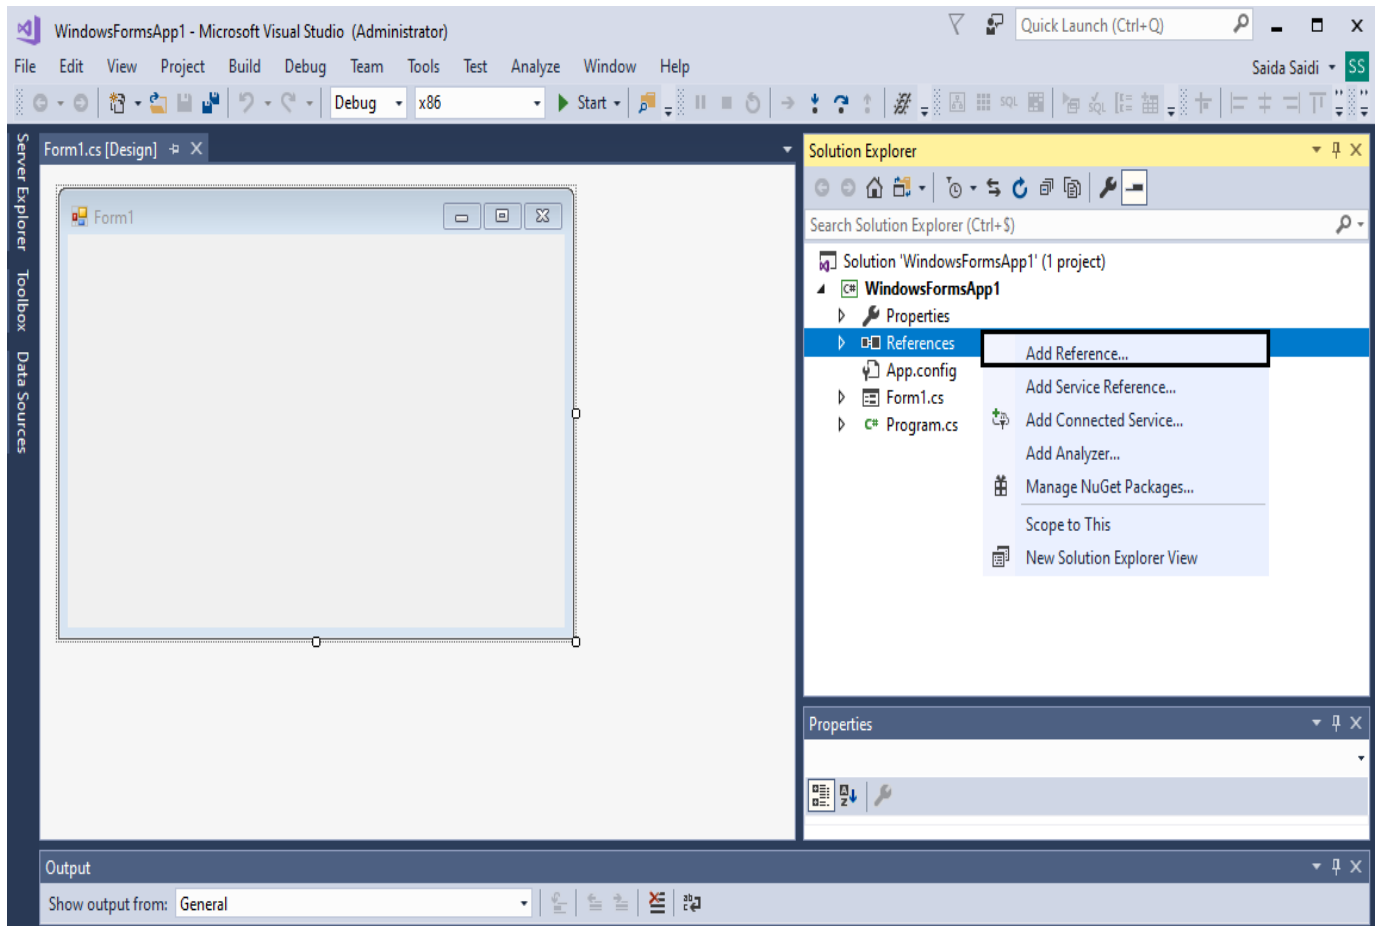 WindowsFormsApp1 - Microsoft Visual Studio (Administrator)
Quick Launch (Ctrl+Q)
File Edit View Project Build Debug Team Tools Test Analyze Window Help
Saida Saidi SS
Debug x86 Start
Server Explorer
Toolbox
Data Sources
Form1.cs [Design]
Form1
Solution Explorer
Search Solution Explorer (Ctrl+$)
Solution 'WindowsFormsApp1' (1 project)
C# WindowsFormsApp1
Properties
References
App.config
Form1.cs
C# Program.cs
Add Reference...
Add Service Reference...
Add Connected Service...
Add Analyzer...
Manage NuGet Packages...
Scope to This
New Solution Explorer View
Properties
Output
Show output from: General